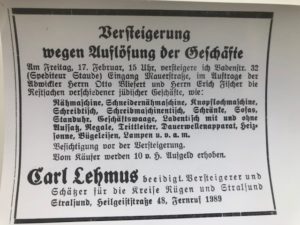 Versteigerung
wegen Auflösung der Geschäfte
Am Freitag, 17. Februar, 15 Uhr, versteigere ich Badenstr. 32
(Spediteur Staude) Eingang Mauerstraße, im Auftrage der
Abwickler Herrn Otto Bliefert und Herrn Erich Fischer die
Restsachen verschiedener jüdischer Geschäfte, wie:
Nähmaschine, Schneidernähmaschine, Knopflochmaschine,
Schreibtisch, Schreibmaschinentisch, Schränke, Sofas,
Standuhr, Geschäftswaage, Ladentisch mit und ohne
Aufsatz, Regale, Trittleiter, Dauerwellenapparat, Heiz-
sonne, Bügeleisen, Lampen u. a. m.
Besichtigung vor der Versteigerung.
Vom Käufer werden 10 v. H. Aufgeld erhoben.
Carl Lehmus beeidigt. Versteigerer und
Schätzer für die Kreise Rügen und Stralsund
Stralsund, Heilgeiststraße 48, Fernruf 1989